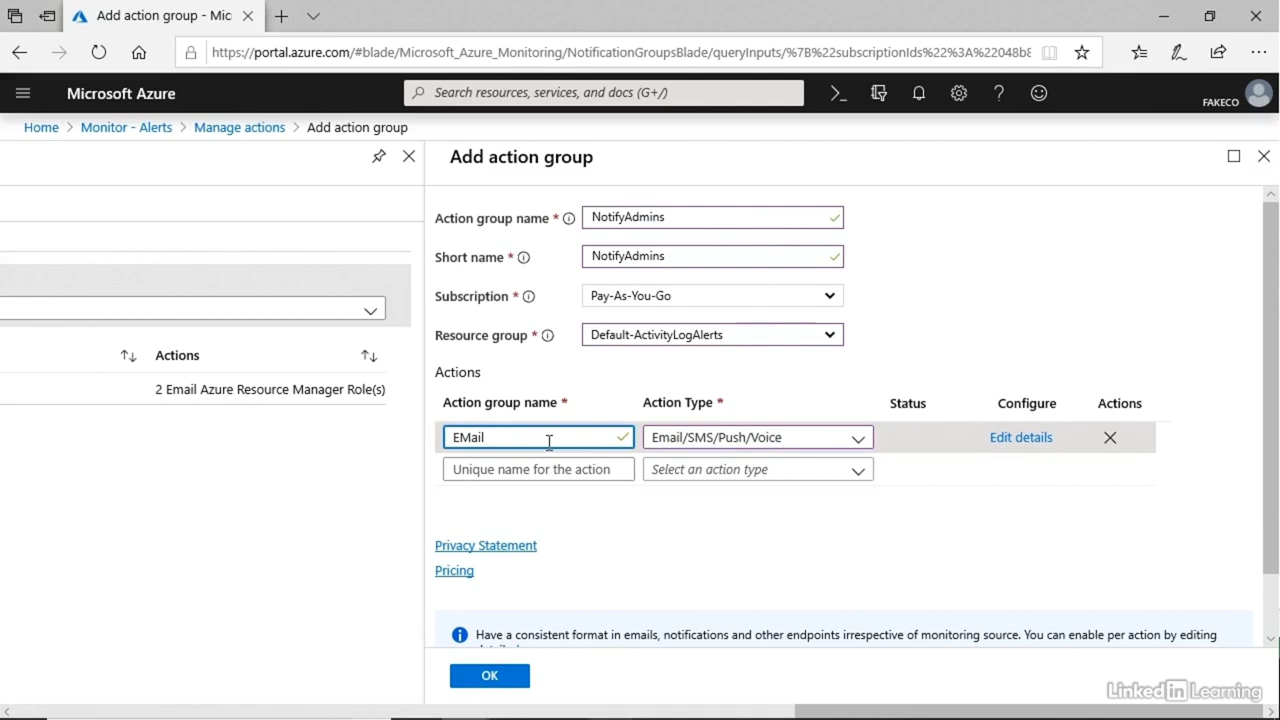 Add action group - Mic
https://portal.azure.com/#blade/Microsoft_Azure_Monitoring/NotificationGroupsBlade/queryInputs/%7B%22subscriptionIds%22%3A%22048b8
Microsoft Azure
Search resources, services, and docs (G+/)
FAKECO
Home > Monitor - Alerts > Manage actions > Add action group
Add action group
Action group name * NotifyAdmins
Short name * NotifyAdmins
Subscription * Pay-As-You-Go
Resource group * Default-ActivityLogAlerts
Actions
2 Email Azure Resource Manager Role(s)
Actions
Action group name * Action Type * Status Configure Actions
EMail Email/SMS/Push/Voice Edit details
Unique name for the action Select an action type
Privacy Statement
Pricing
Have a consistent format in emails, notifications and other endpoints irrespective of monitoring source. You can enable per action by editing
OK
LinkedIn Learning